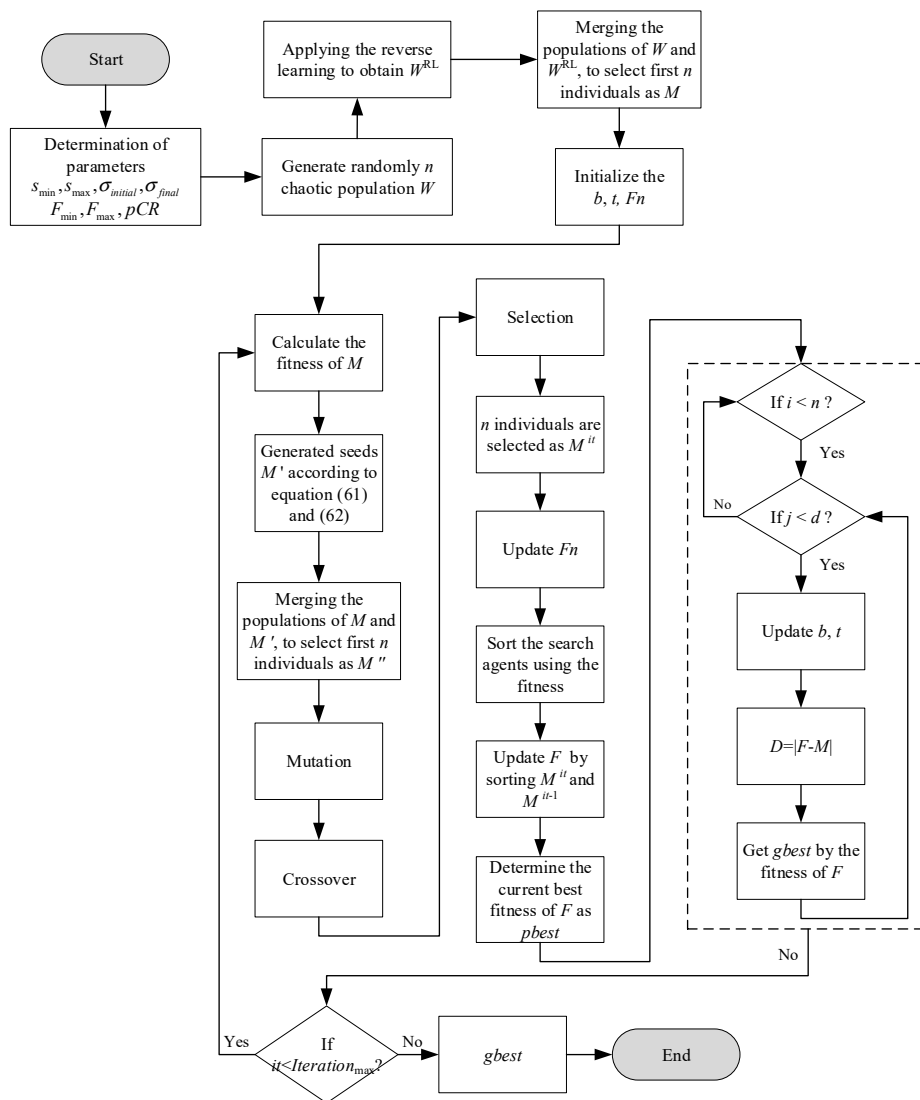 Start
Determination of
parameters
s_min, s_max, σ_initial, σ_final
F_min, F_max, pCR
Generate randomly n
chaotic population W
Applying the reverse
learning to obtain W^RL
Merging the
populations of W and
W^RL, to select first n
individuals as M
Initialize the
b, t, Fn
Calculate the
fitness of M
Generated seeds
M' according to
equation (61)
and (62)
Merging the
populations of M and
M', to select first n
individuals as M"
Mutation
Crossover
Selection
n individuals are
selected as M^it
Update Fn
Sort the search
agents using the
fitness
Update F by
sorting M^it and
M^it-1
Determine the
current best
fitness of F as
pbest
If i < n ?
Yes
No
If j < d ?
Yes
Update b, t
D=|F-M|
Get gbest by the
fitness of F
No
If
it<Iteration_max?
Yes
No
gbest
End